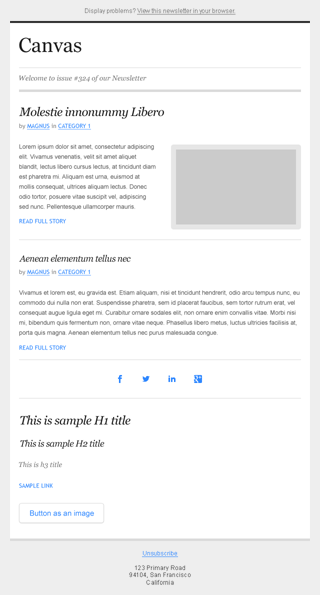 Display problems? View this newsletter in your browser.
Canvas
Welcome to issue #324 of our Newsletter
Molestie innonummy Libero
by MAGNUS in CATEGORY 1
Lorem ipsum dolor sit amet, consectetur adipiscing
elit. Vivamus venenatis, velit sit amet aliquet
blandit, lectus libero cursus lectus, at tincidunt diam
est pharetra mi. Aliquam est urna, euismod at
mollis consequat, ultrices aliquam lectus. Donec
odio tortor, posuere vitae suscipit vel, adipiscing
sed nunc. Pellentesque ullamcorper mauris.
READ FULL STORY
Aenean elementum tellus nec
by MAGNUS in CATEGORY 1
Vivamus et lorem est, eu gravida est. Etiam aliquam, nisi et tincidunt hendrerit, odio arcu tempus nunc, eu
commodo dui nulla non erat. Suspendisse pharetra, sem id placerat faucibus, sem tortor rutrum erat, vel
consequat augue ligula eget mi. Curabitur ornare sodales elit, non ornare enim convallis vitae. Morbi nisi
mi, bibendum quis fermentum non, ornare vitae neque. Phasellus libero metus, luctus ultricies facilisis at,
porta quis magna. Aenean elementum tellus nec purus malesuada congue.
READ FULL STORY
This is sample H1 title
This is sample H2 title
This is h3 title
SAMPLE LINK
Button as an image
Unsubscribe
123 Primary Road
94104, San Francisco
California